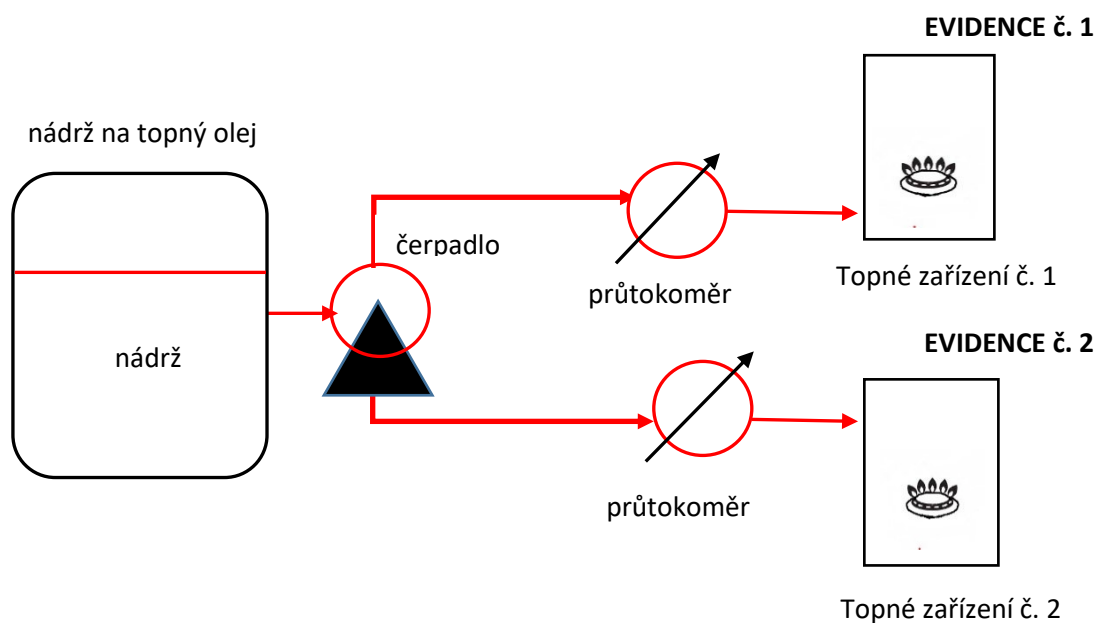 EVIDENCE č. 1
nádrž na topný olej
čerpadlo
průtokoměr
Topné zařízení č. 1
nádrž
EVIDENCE č. 2
průtokoměr
Topné zařízení č. 2